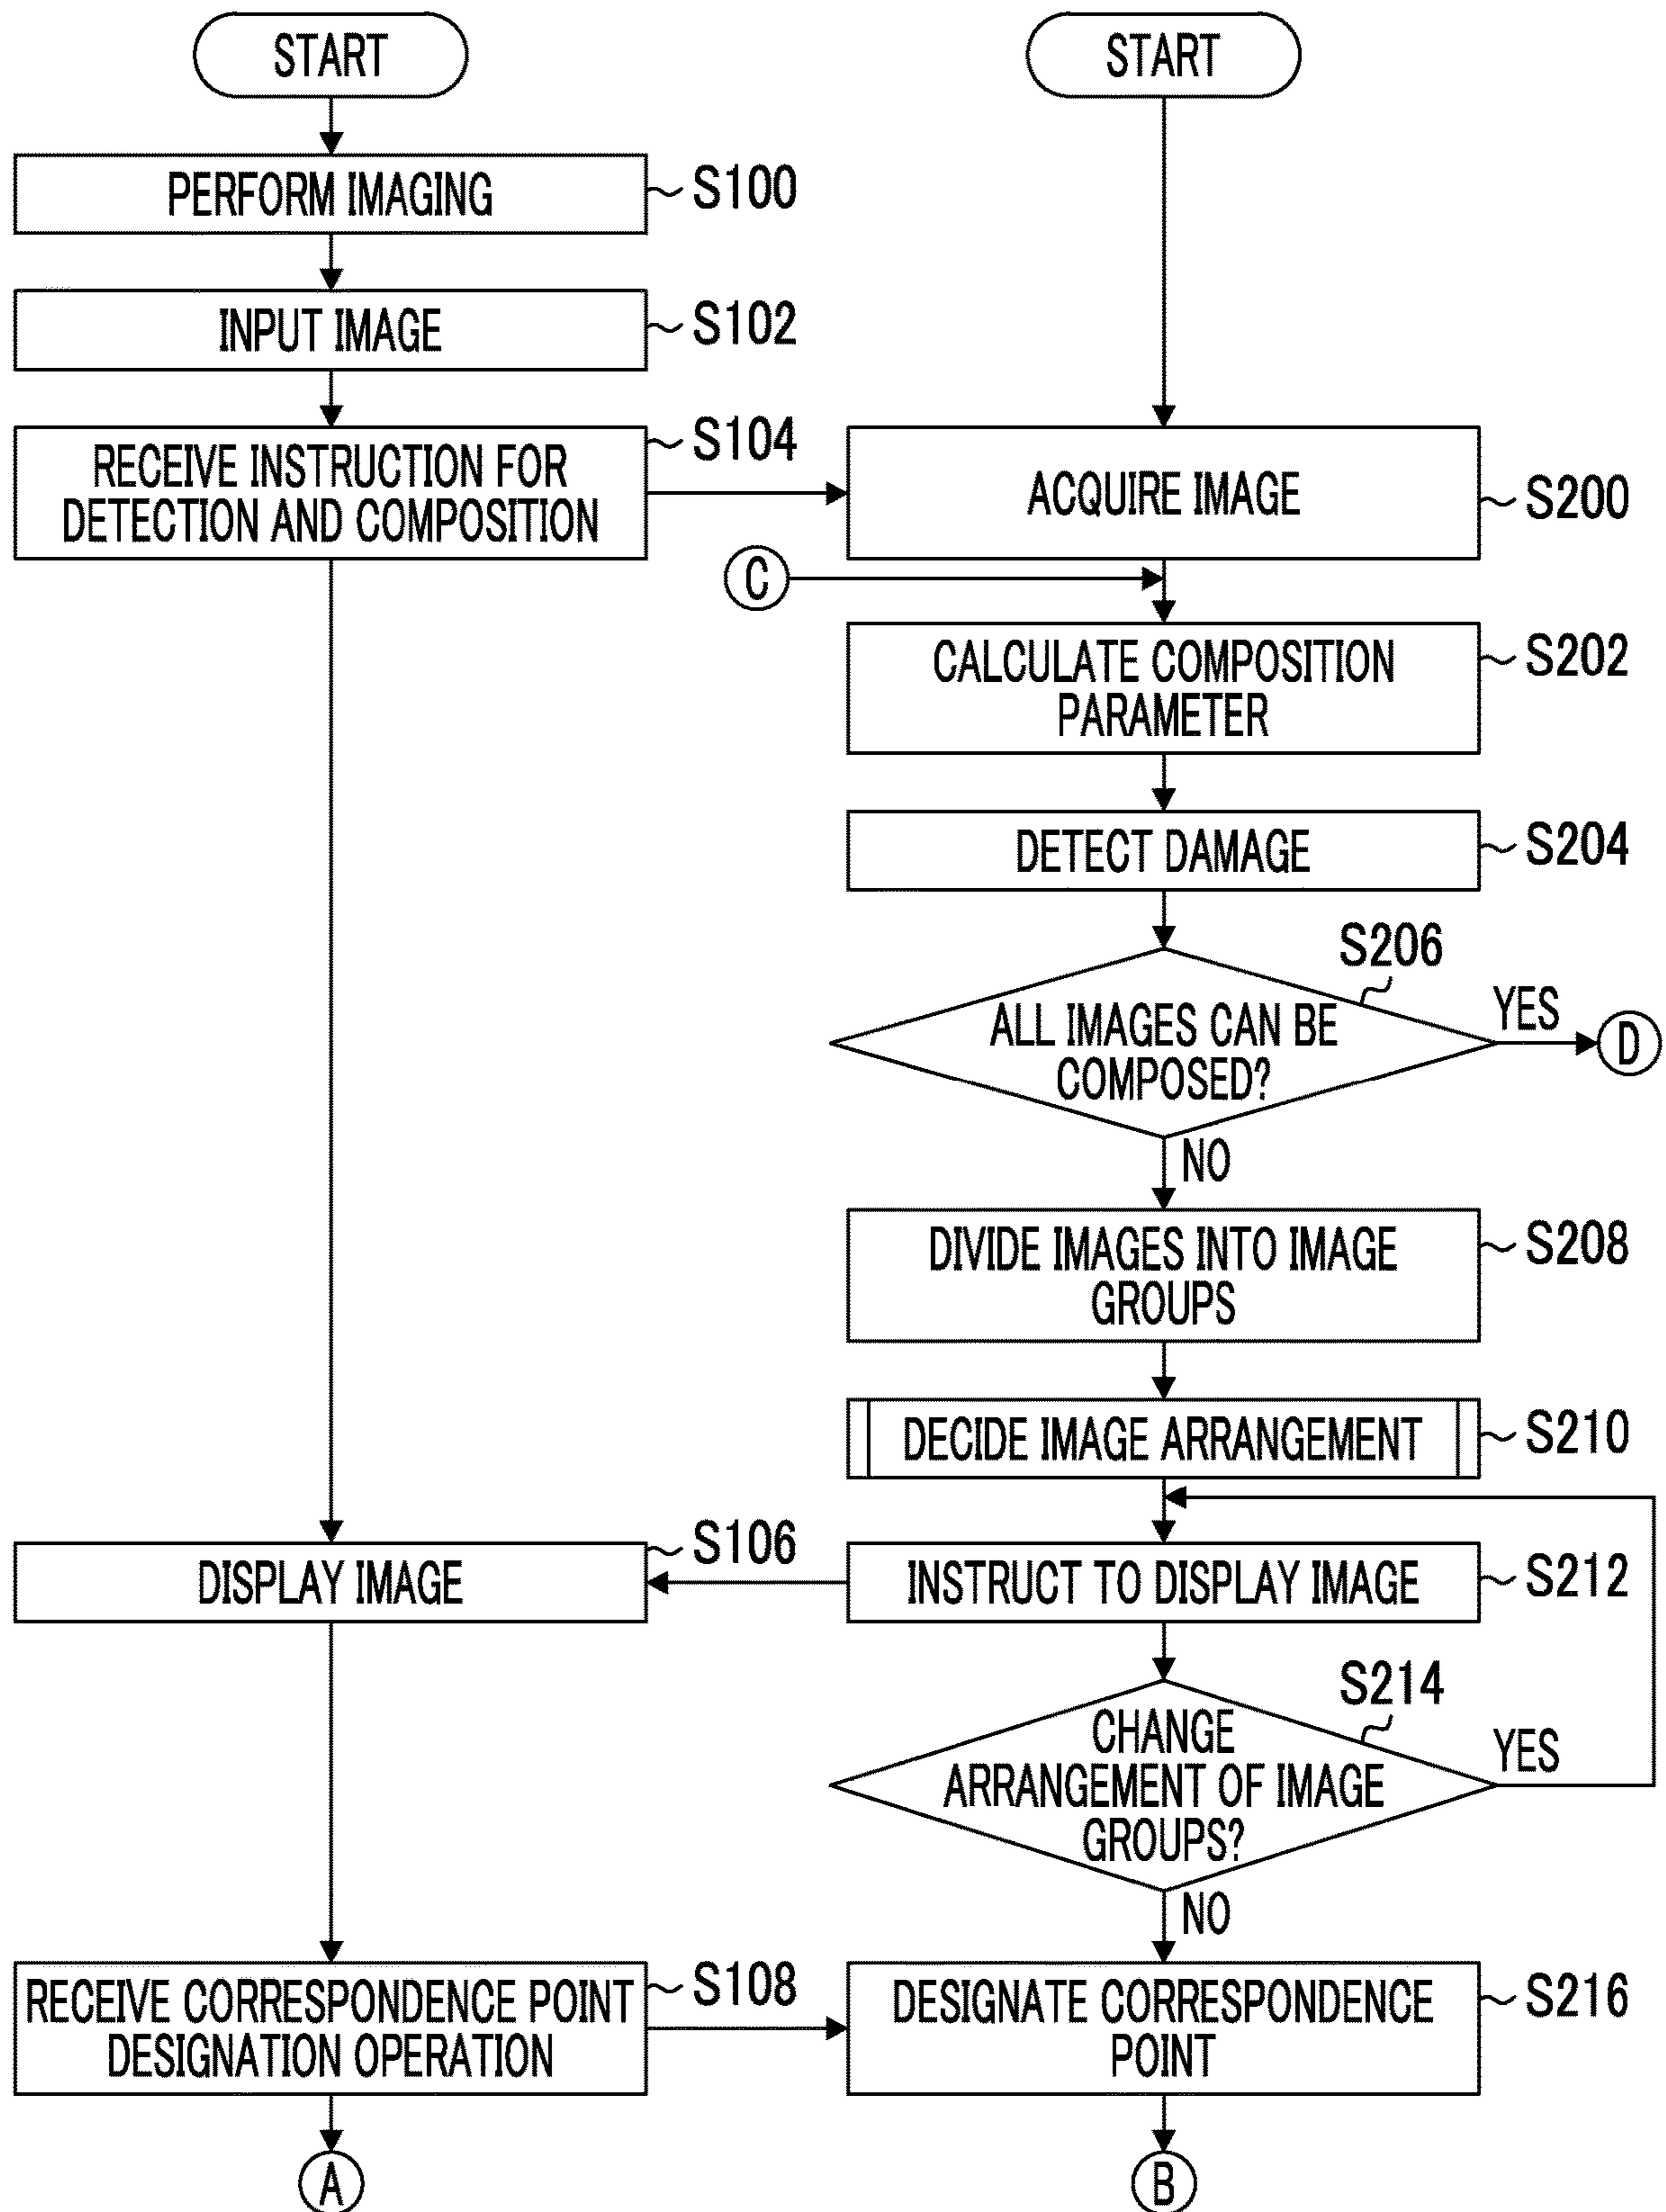 START
START
PERFORM IMAGING
S100
INPUT IMAGE
S102
RECEIVE INSTRUCTION FOR
DETECTION AND COMPOSITION
S104
ACQUIRE IMAGE
S200
C
CALCULATE COMPOSITION
PARAMETER
S202
DETECT DAMAGE
S204
S206
ALL IMAGES CAN BE
COMPOSED?
YES
D
NO
DIVIDE IMAGES INTO IMAGE
GROUPS
S208
DECIDE IMAGE ARRANGEMENT
S210
DISPLAY IMAGE
S106
INSTRUCT TO DISPLAY IMAGE
S212
S214
CHANGE
ARRANGEMENT OF IMAGE
GROUPS?
YES
NO
RECEIVE CORRESPONDENCE POINT
DESIGNATION OPERATION
S108
DESIGNATE CORRESPONDENCE
POINT
S216
A
B